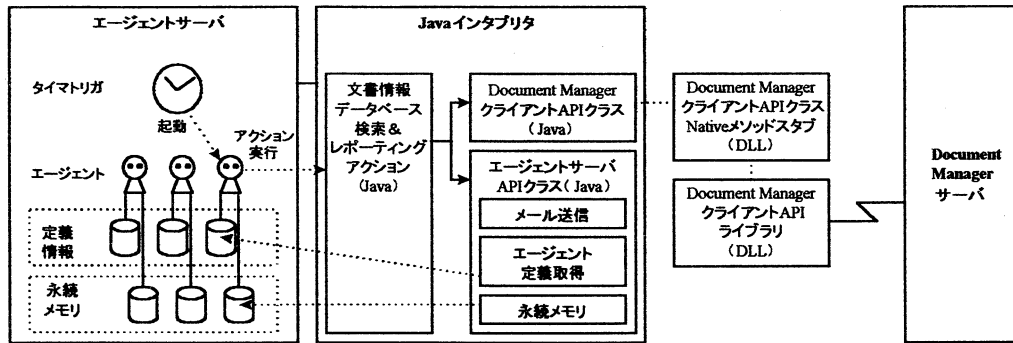 エージェントサーバ
タイマトリガ
起動
アクション
実行
エージェント
定義
情報
永続
メモリ
Javaインタプリタ
文書情報
データベース
検索&
レポーティング
アクション
(Java)
Document Manager
クライアントAPIクラス
(Java)
エージェントサーバ
APIクラス(Java)
メール送信
エージェント
定義取得
永続メモリ
Document Manager
クライアントAPIクラス
Nativeメソッドスタブ
(DLL)
Document Manager
クライアントAPI
ライブラリ
(DLL)
Document
Manager
サーバ